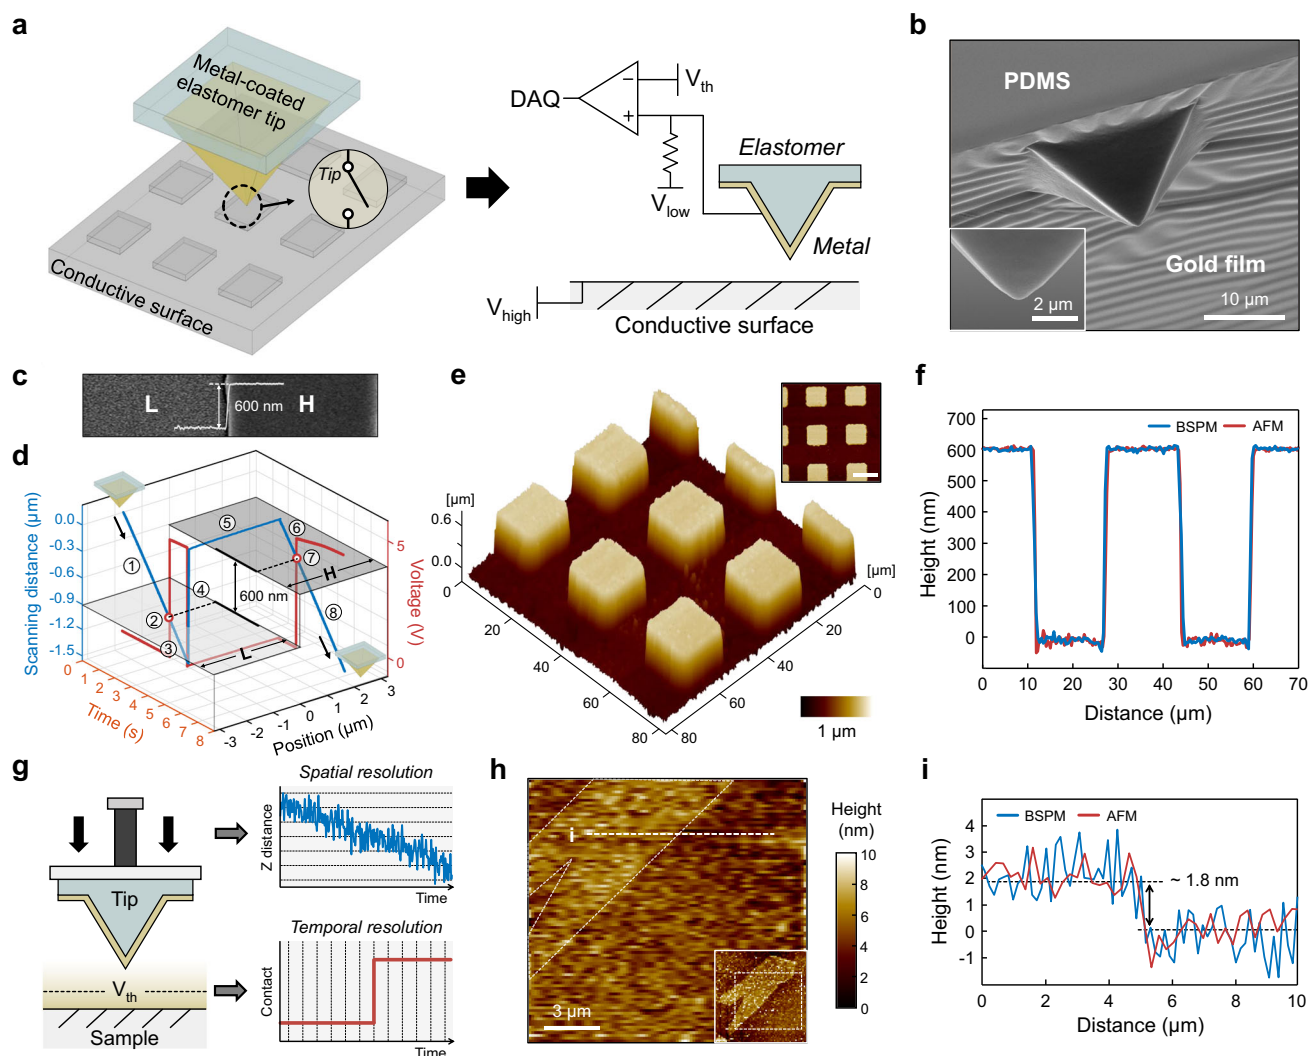 a
Metal-coated
elastomer tip
Tip
Conductive surface
DAQ
−
+
Vth
Vlow
Elastomer
Metal
Vhigh
Conductive surface
b
PDMS
Gold film
2 µm
10 µm
c
L
600 nm
H
d
Scanning distance (µm)
0.0
-0.3
-0.6
-0.9
-1.2
-1.5
0
1
2
3
4
5
6
7
8
Time (s)
-3
-2
-1
0
1
2
3
Position (µm)
5
0
Voltage (V)
①
②
③
④
⑤
⑥
⑦
⑧
600 nm
H
L
e
[µm]
0.6
0.0
0
20
40
60
80
[µm]
0
20
40
60
80
1 µm
f
BSPM
AFM
Height (nm)
700
600
500
400
300
200
100
0
0 10 26 30 44 50 60 70
Distance (µm)
g
Tip
Vth
Sample
Spatial resolution
Z distance
Time
Temporal resolution
Contact
Time
h
i
3 µm
Height
(nm)
10
8
6
4
2
0
i
BSPM
AFM
Height (nm)
5
4
3
2
1
0
-1
~ 1.8 nm
0 2 4 6 8 10
Distance (µm)